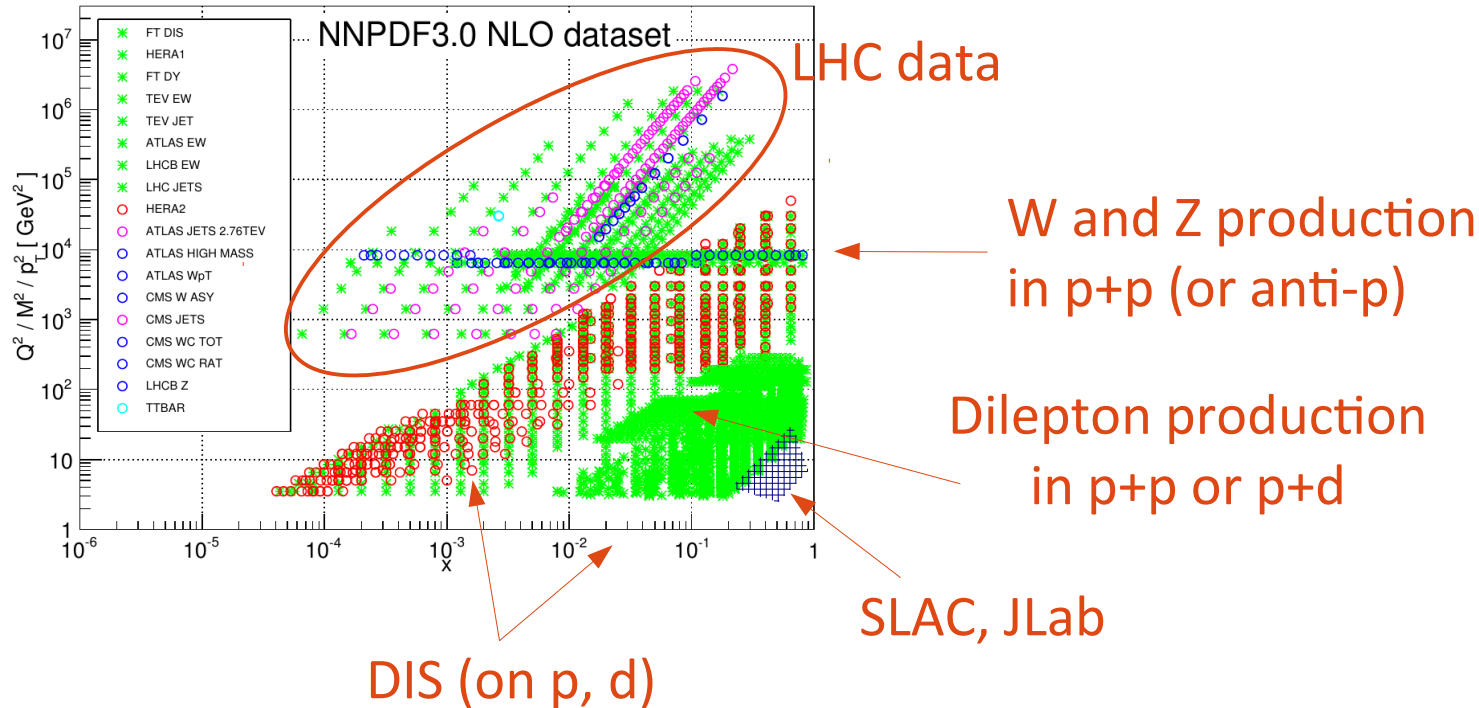 NNPDF3.0 NLO dataset
LHC data
FT DIS
HERA1
FT DY
TEV EW
TEV JET
ATLAS EW
LHCB EW
LHC JETS
HERA2
ATLAS JETS 2.76TEV
ATLAS HIGH MASS
ATLAS WpT
CMS W ASY
CMS JETS
CMS WC TOT
CMS WC RAT
LHCB Z
TTBAR
Q² / M² / p_T² [ GeV² ]
10⁷
10⁶
10⁵
10⁴
10³
10²
10
1
10⁻⁶
10⁻⁵
10⁻⁴
10⁻³
10⁻²
10⁻¹
1
x
W and Z production
in p+p (or anti-p)
Dilepton production
in p+p or p+d
SLAC, JLab
DIS (on p, d)